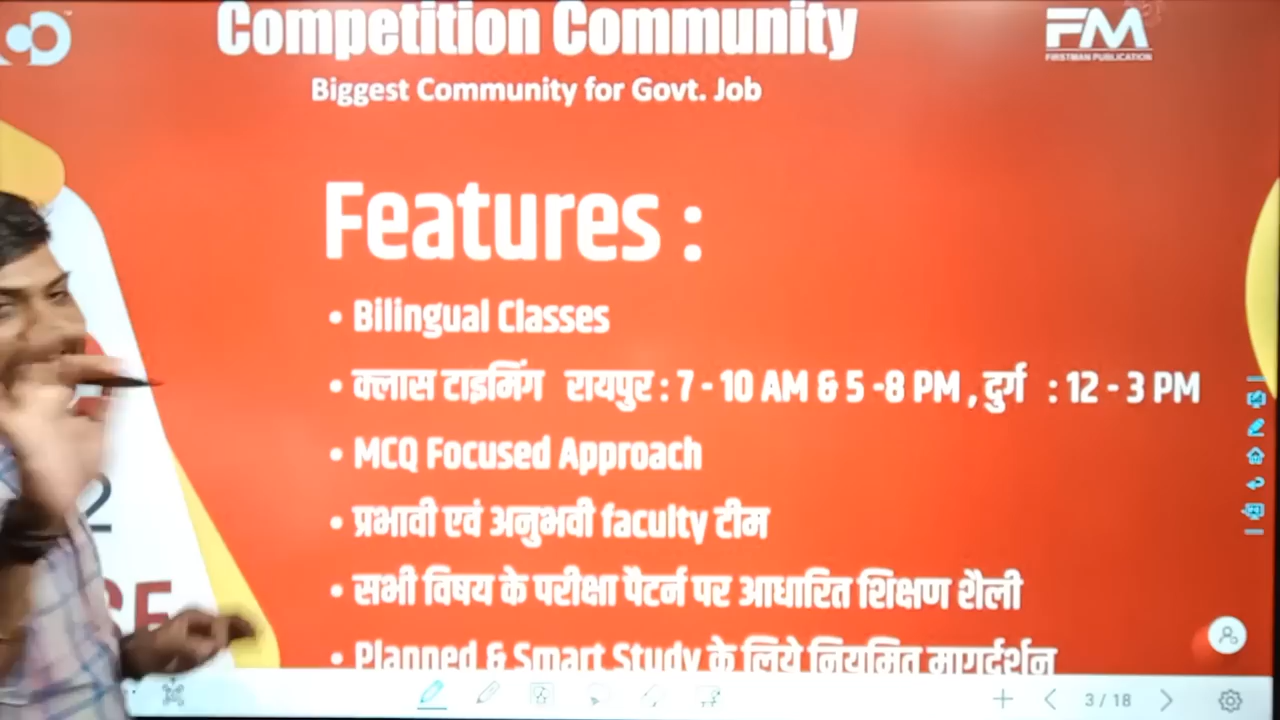 Competition Community
FM
FIRSTMAN PUBLICATION
Biggest Community for Govt. Job
Features :
• Bilingual Classes
• क्लास टाइमिंग रायपुर : 7 - 10 AM & 5 -8 PM , दुर्ग : 12 - 3 PM
• MCQ Focused Approach
• प्रभावी एवं अनुभवी faculty टीम
• सभी विषय के परीक्षा पैटर्न पर आधारित शिक्षण शैली
• Planned & Smart Study के लिये नियमित मार्गदर्शन
3 / 18